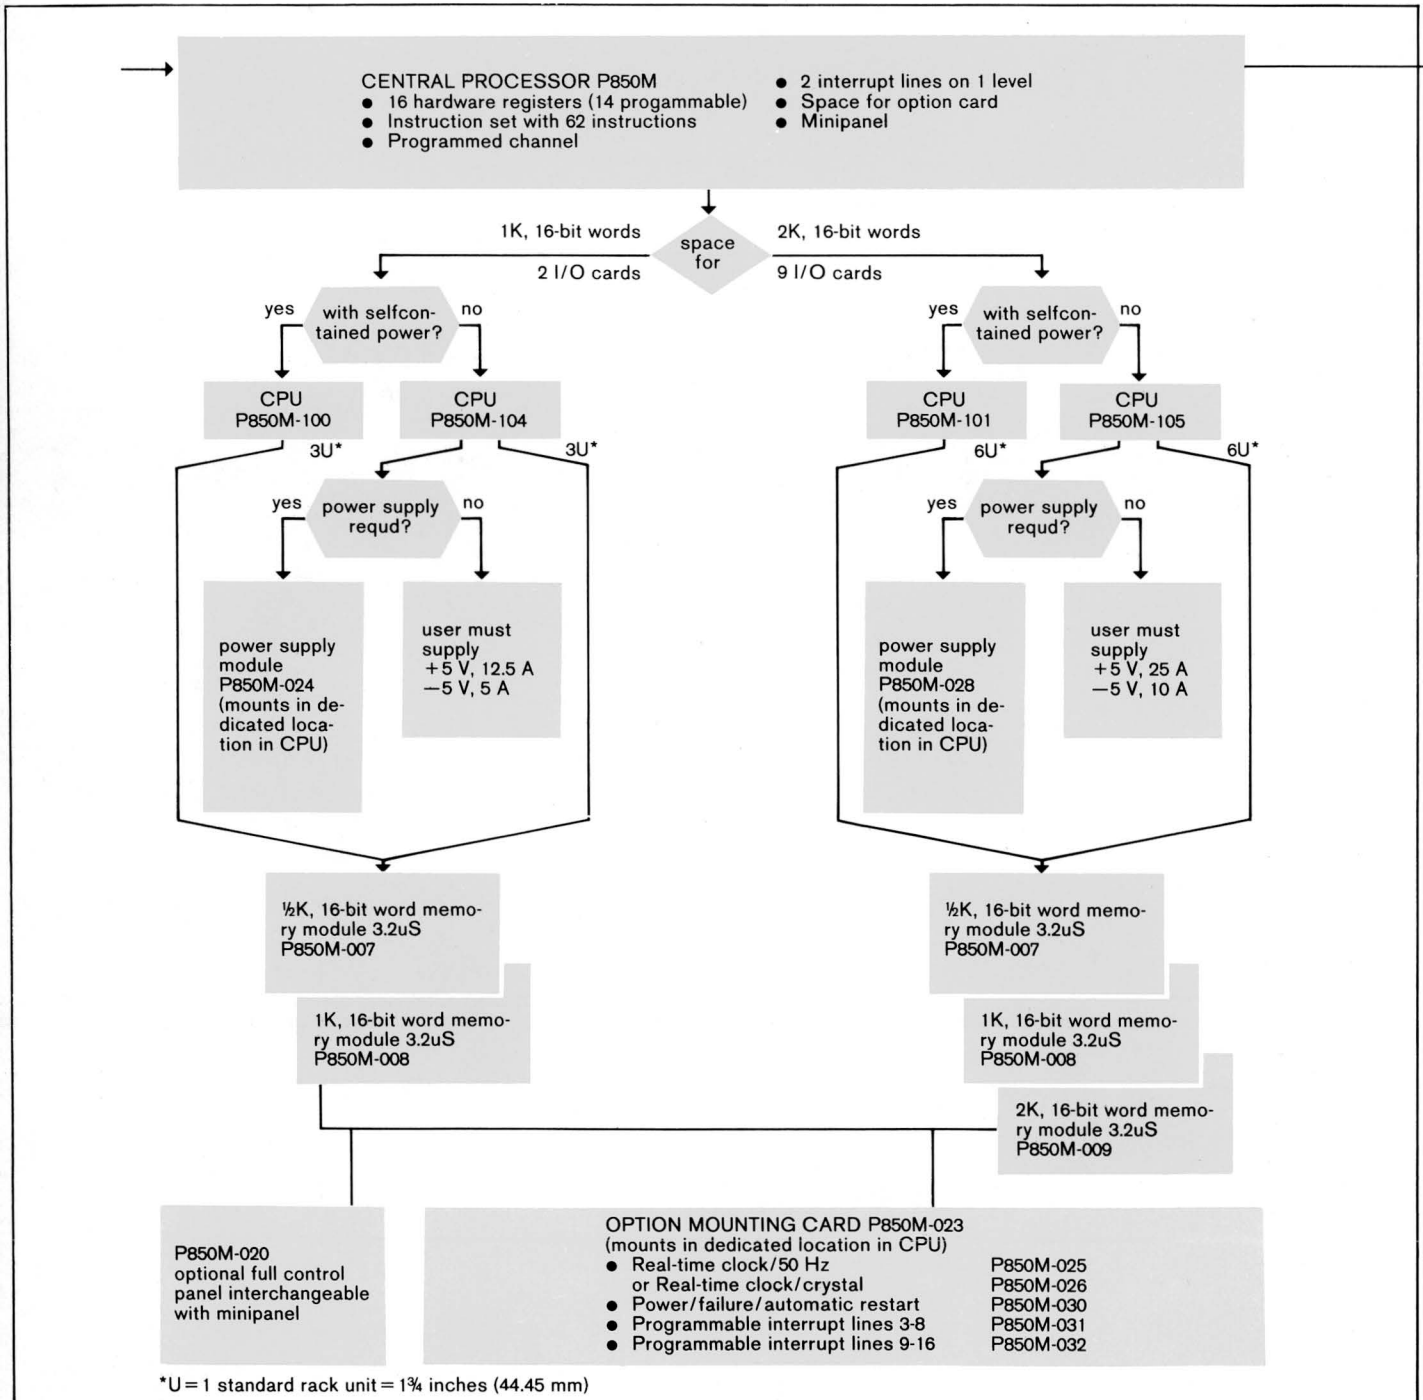 CENTRAL PROCESSOR P850M
● 16 hardware registers (14 progammable)
● Instruction set with 62 instructions
● Programmed channel
● 2 interrupt lines on 1 level
● Space for option card
● Minipanel
1K, 16-bit words
2 I/O cards
space
for
2K, 16-bit words
9 I/O cards
yes
with selfcon-
tained power?
no
yes
with selfcon-
tained power?
no
CPU
P850M-100
CPU
P850M-104
CPU
P850M-101
CPU
P850M-105
3U*
3U*
6U*
6U*
yes
power supply
requd?
no
yes
power supply
requd?
no
power supply
module
P850M-024
(mounts in de-
dicated loca-
tion in CPU)
user must
supply
+5 V, 12.5 A
—5 V, 5 A
power supply
module
P850M-028
(mounts in de-
dicated loca-
tion in CPU)
user must
supply
+5 V, 25 A
—5 V, 10 A
½K, 16-bit word memo-
ry module 3.2uS
P850M-007
1K, 16-bit word memo-
ry module 3.2uS
P850M-008
½K, 16-bit word memo-
ry module 3.2uS
P850M-007
1K, 16-bit word memo-
ry module 3.2uS
P850M-008
2K, 16-bit word memo-
ry module 3.2uS
P850M-009
P850M-020
optional full control
panel interchangeable
with minipanel
OPTION MOUNTING CARD P850M-023
(mounts in dedicated location in CPU)
● Real-time clock/50 Hz P850M-025
or Real-time clock/crystal P850M-026
● Power/failure/automatic restart P850M-030
● Programmable interrupt lines 3-8 P850M-031
● Programmable interrupt lines 9-16 P850M-032
*U=1 standard rack unit=1¾ inches (44.45 mm)